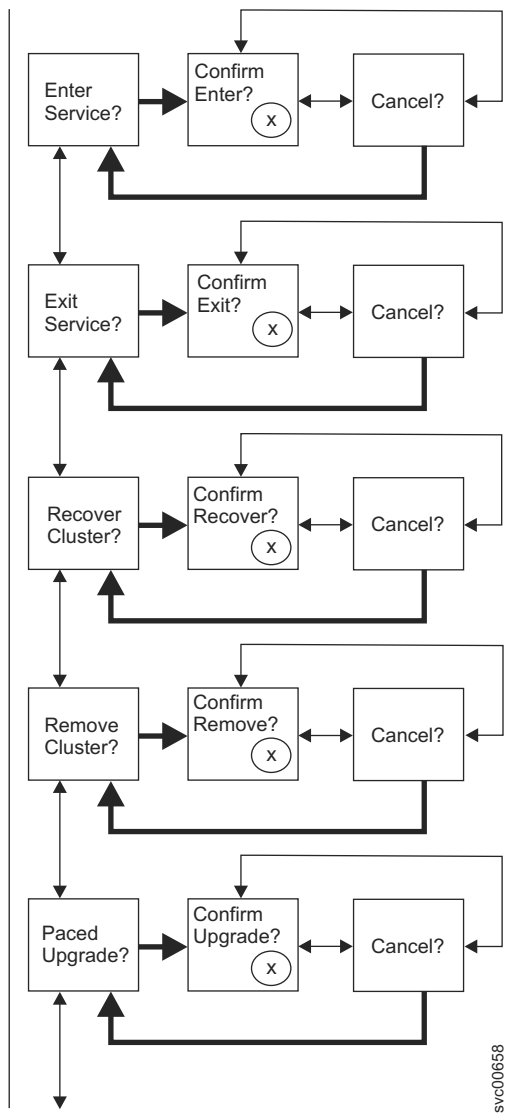 Enter
Service?
Confirm
Enter?
x
Cancel?
Exit
Service?
Confirm
Exit?
x
Cancel?
Recover
Cluster?
Confirm
Recover?
x
Cancel?
Remove
Cluster?
Confirm
Remove?
x
Cancel?
Paced
Upgrade?
Confirm
Upgrade?
x
Cancel?
svc00658